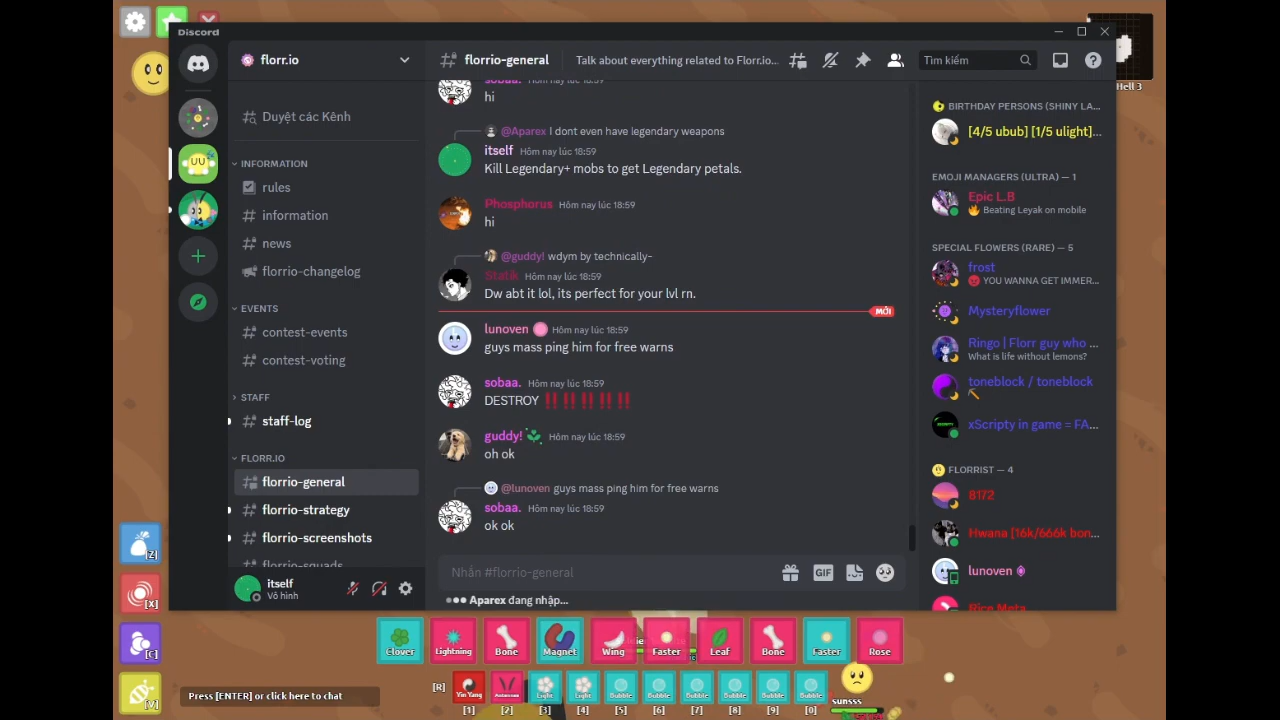 Discord
florr.io
florrio-general
Talk about everything related to Florr.io...
Tìm kiếm
Hell 3
Duyệt các Kênh
INFORMATION
rules
information
news
florrio-changelog
EVENTS
contest-events
contest-voting
STAFF
staff-log
FLORR.IO
florrio-general
florrio-strategy
florrio-screenshots
florrio-squads
itself
Vô hình
sobaa. Hôm nay lúc 18:59
hi
@Aparex I dont even have legendary weapons
itself Hôm nay lúc 18:59
Kill Legendary+ mobs to get Legendary petals.
Phosphorus Hôm nay lúc 18:59
hi
@guddy! wdym by technically-
Statik Hôm nay lúc 18:59
Dw abt it lol, its perfect for your lvl rn.
MỚI
lunoven Hôm nay lúc 18:59
guys mass ping him for free warns
sobaa. Hôm nay lúc 18:59
DESTROY ‼️‼️‼️‼️‼️
guddy! Hôm nay lúc 18:59
oh ok
@lunoven guys mass ping him for free warns
sobaa. Hôm nay lúc 18:59
ok ok
Nhắn #florrio-general
GIF
Aparex đang nhập...
BIRTHDAY PERSONS (SHINY LA...
[4/5 ubub] [1/5 ulight]...
EMOJI MANAGERS (ULTRA) — 1
Epic L.B
Beating Leyak on mobile
SPECIAL FLOWERS (RARE) — 5
frost
YOU WANNA GET IMMER...
Mysteryflower
Ringo | Florr guy who ...
What is life without lemons?
toneblock / toneblock
xScripty in game = FA...
FLORRIST — 4
8172
Hwana [16k/666k bon...
lunoven
Rice Meta
[Z]
[X]
[C]
[V]
Clover
Lightning
Bone
Magnet
Wing
Faster
Leaf
Bone
Faster
Rose
[R]
Yin Yang
Antennae
Light
Light
Bubble
Bubble
Bubble
Bubble
Bubble
Bubble
[1] [2] [3] [4] [5] [6] [7] [8] [9] [0]
Press [ENTER] or click here to chat
sunsss